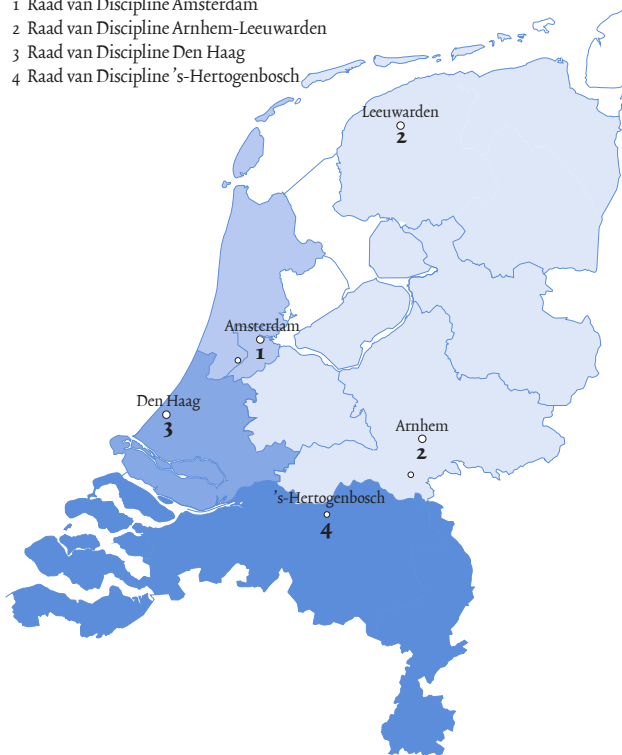 1 Raad van Discipline Amsterdam
2 Raad van Discipline Arnhem-Leeuwarden
3 Raad van Discipline Den Haag
4 Raad van Discipline ’s-Hertogenbosch
Leeuwarden
2
Amsterdam
1
Den Haag
3
Arnhem
2
’s-Hertogenbosch
4